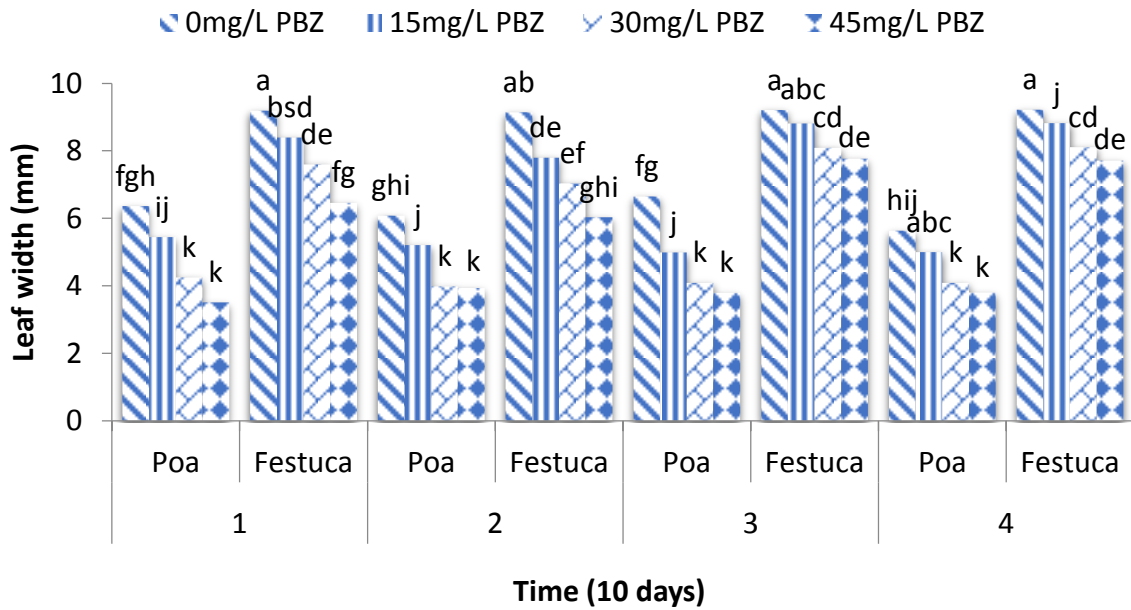 0mg/L PBZ 15mg/L PBZ 30mg/L PBZ 45mg/L PBZ
Leaf width (mm)
10
8
6
4
2
0
fgh ij k k
a bsd de fg
ghi j k k
ab de ef ghi
fg j k k
a abc cd de
hij abc k k
a j cd de
Poa Festuca Poa Festuca Poa Festuca Poa Festuca
1 2 3 4
Time (10 days)